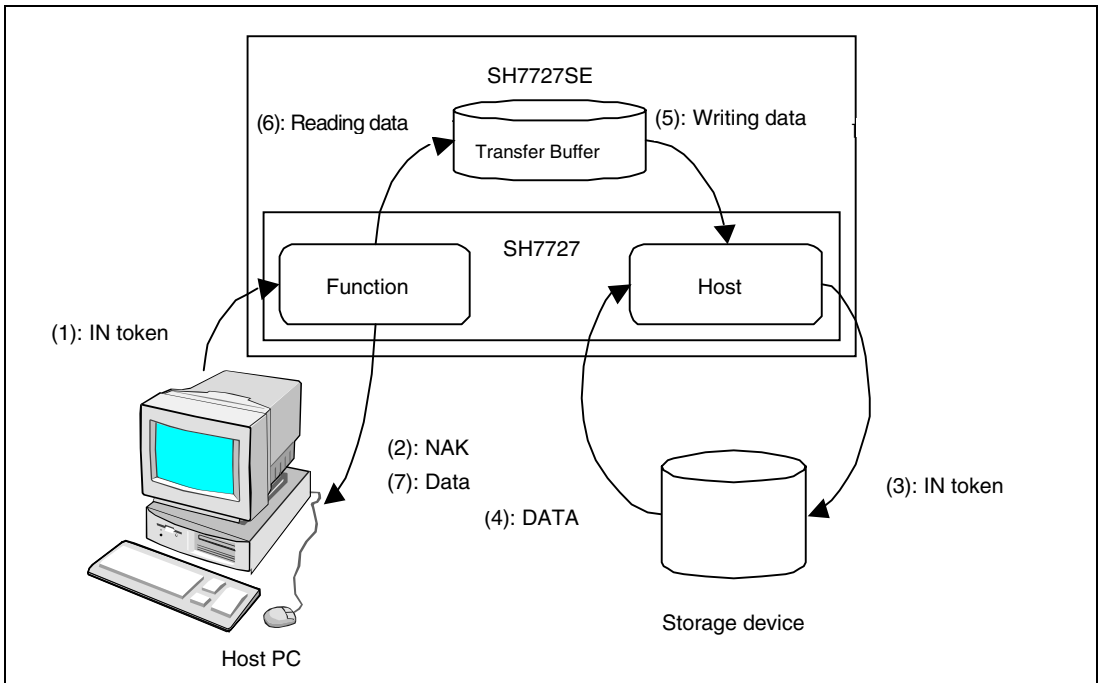 SH7727SE
(6): Reading data
(5): Writing data
Transfer Buffer
SH7727
Function
Host
(1): IN token
(2): NAK
(7): Data
(4): DATA
(3): IN token
Storage device
Host PC